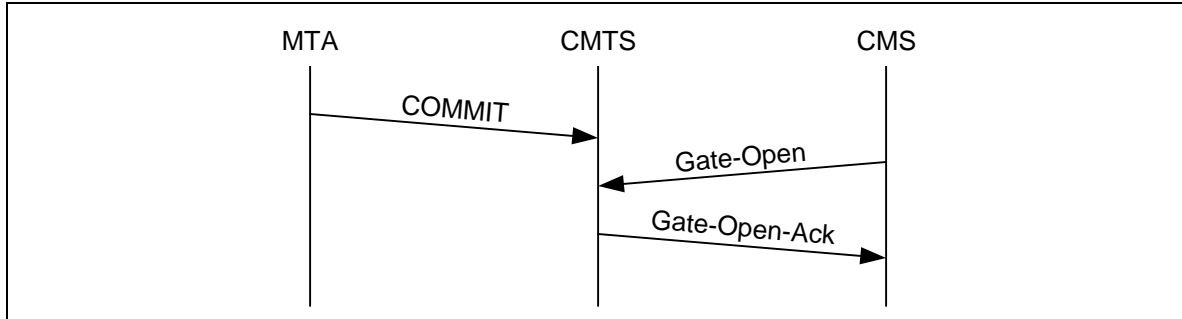 MTA CMTS CMS
COMMIT
Gate-Open
Gate-Open-Ack